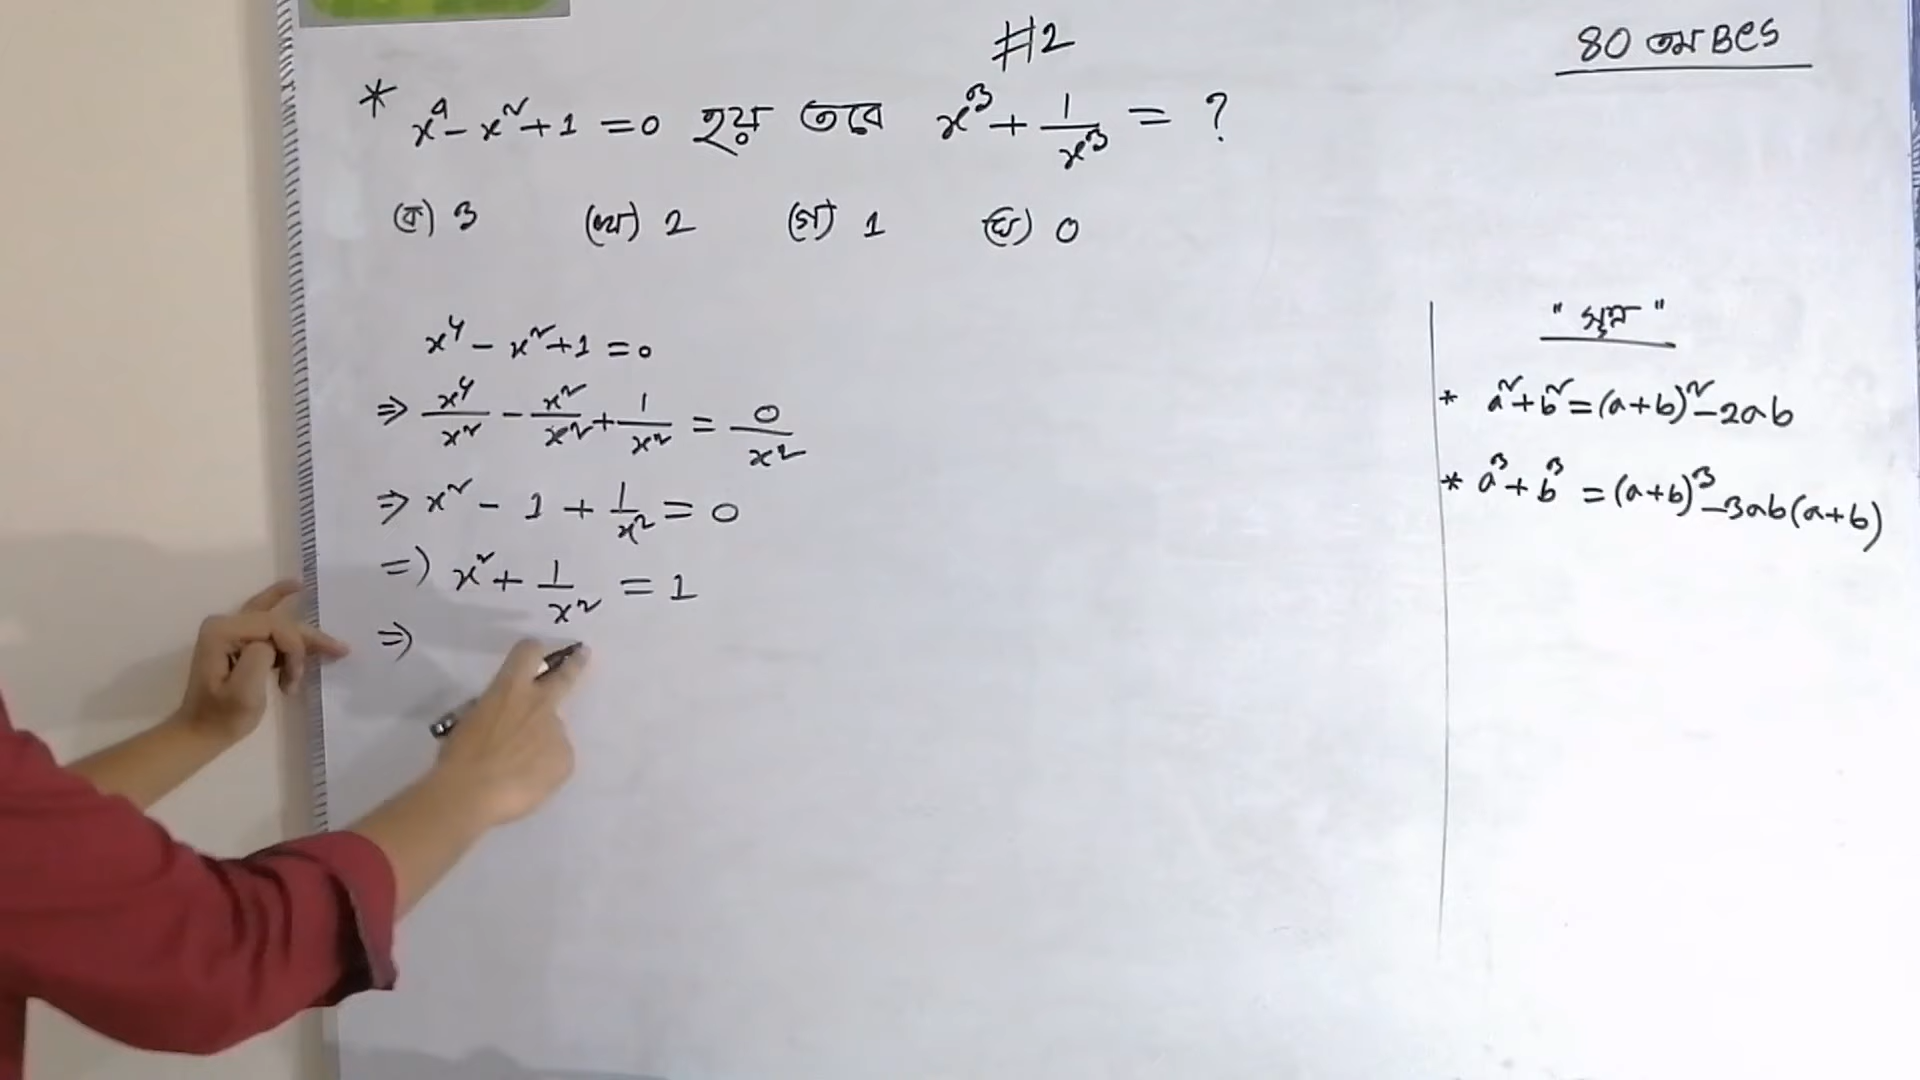 #2
80 তম BCS
* x⁴ - x² + 1 = 0 হয় তবে x³ + 1/x³ = ?
(ক) 3 (খ) 2 (গ) 1 (ঘ) 0
x⁴ - x² + 1 = 0
⇒ x⁴/x² - x²/x² + 1/x² = 0/x²
⇒ x² - 1 + 1/x² = 0
⇒ x² + 1/x² = 1
⇒
"সূত্র"
* a² + b² = (a+b)² - 2ab
* a³ + b³ = (a+b)³ - 3ab(a+b)